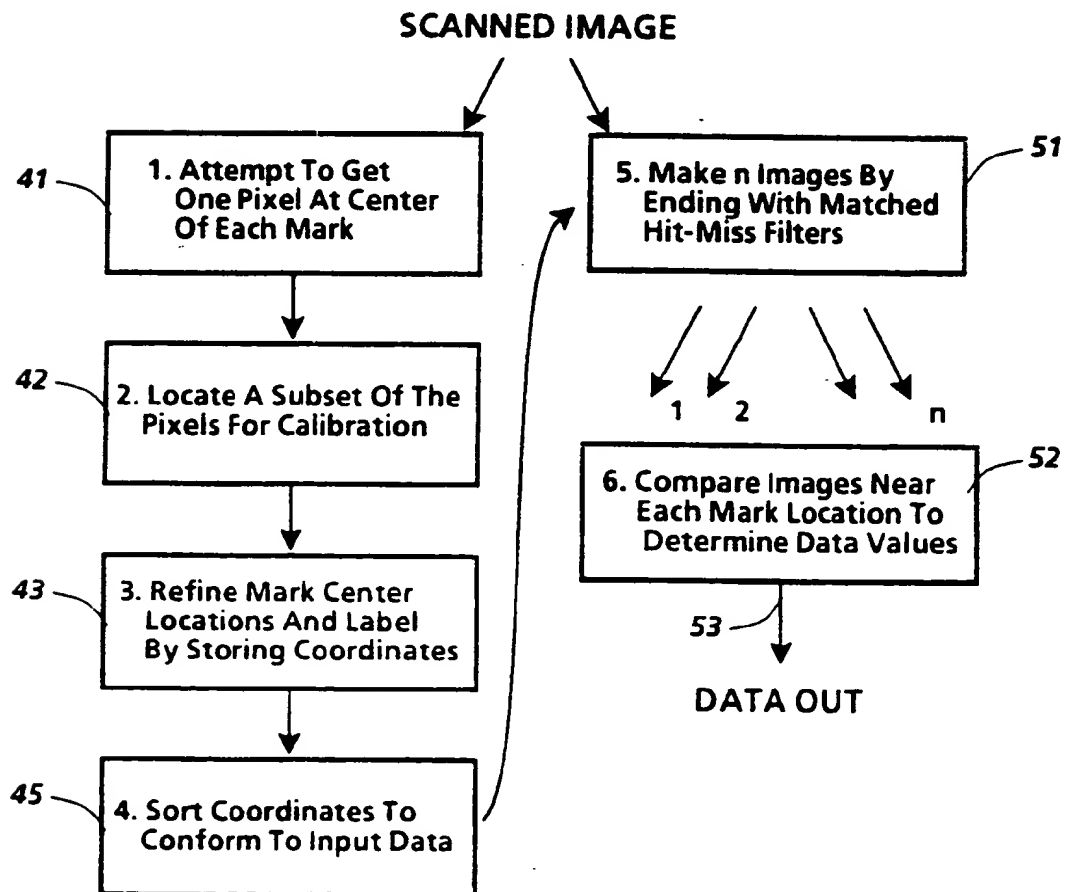 SCANNED IMAGE
41
1. Attempt To Get
One Pixel At Center
Of Each Mark
42
2. Locate A Subset Of The
Pixels For Calibration
43
3. Refine Mark Center
Locations And Label
By Storing Coordinates
45
4. Sort Coordinates To
Conform To Input Data
51
5. Make n Images By
Ending With Matched
Hit-Miss Filters
1 2 n
52
6. Compare Images Near
Each Mark Location To
Determine Data Values
53
DATA OUT